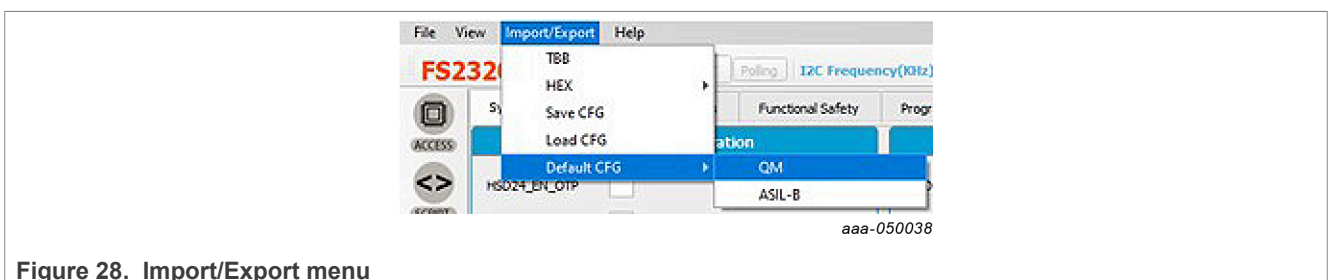 File View Import/Export Help
TBB
FS232 Polling I2C Frequency(KHz)
HEX
Save CFG Functional Safety Progr
ACCESS Load CFG ation
Default CFG QM
HSD24_EN_OTP
ASIL-B
SCRIPT
aaa-050038
Figure 28. Import/Export menu